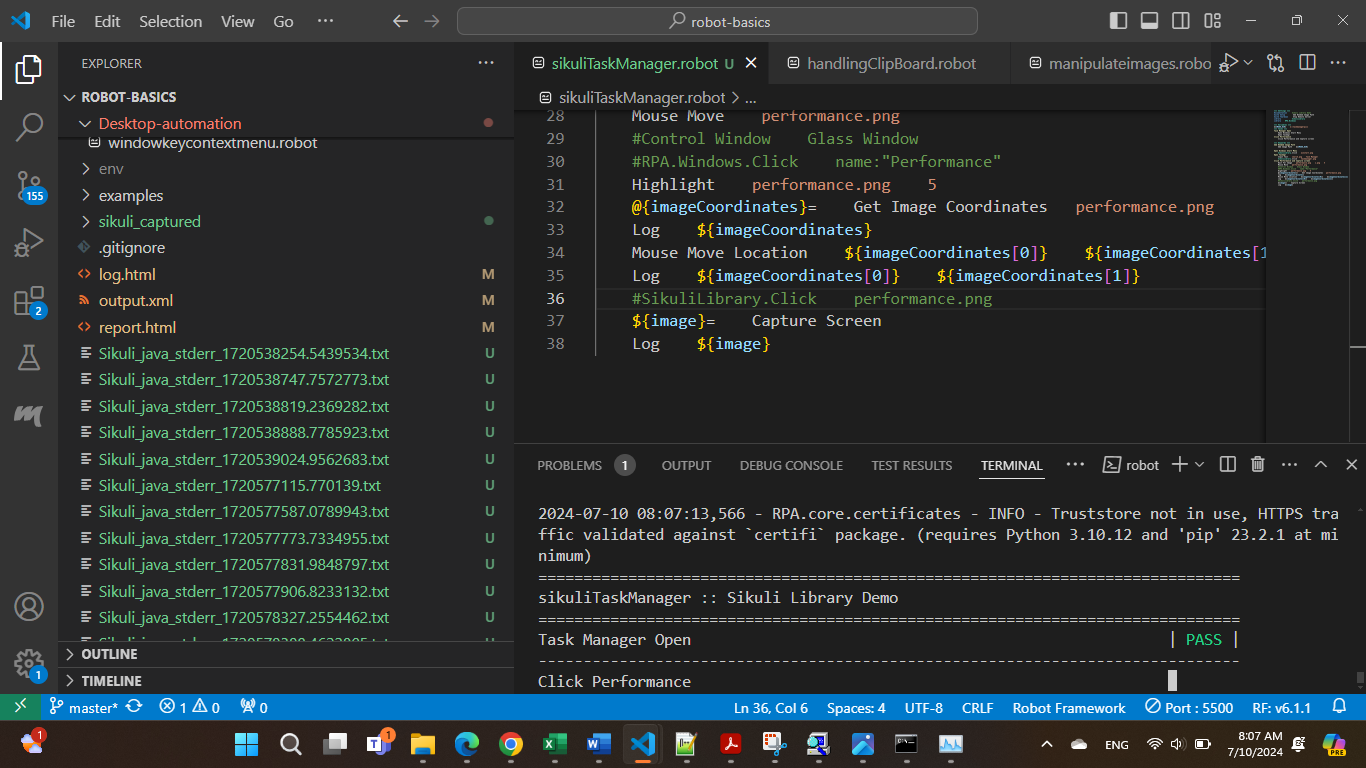 File Edit Selection View Go ···
robot-basics
EXPLORER
ROBOT-BASICS
Desktop-automation
windowkeycontextmenu.robot
env
examples
sikuli_captured
.gitignore
log.html M
output.xml M
report.html M
Sikuli_java_stderr_1720538254.5439534.txt U
Sikuli_java_stderr_1720538747.7572773.txt U
Sikuli_java_stderr_1720538819.2369282.txt U
Sikuli_java_stderr_1720538888.7785923.txt U
Sikuli_java_stderr_1720539024.9562683.txt U
Sikuli_java_stderr_1720577115.770139.txt U
Sikuli_java_stderr_1720577587.0789943.txt U
Sikuli_java_stderr_1720577773.7334955.txt U
Sikuli_java_stderr_1720577831.9848797.txt U
Sikuli_java_stderr_1720577906.8233132.txt U
Sikuli_java_stderr_1720578327.2554462.txt U
OUTLINE
TIMELINE
155
2
1
sikuliTaskManager.robot U
handlingClipBoard.robot
manipulateimages.robo
sikuliTaskManager.robot > ...
28 Mouse Move    performance.png
29 #Control Window    Glass Window
30 #RPA.Windows.Click    name:"Performance"
31 Highlight    performance.png    5
32 @{imageCoordinates}=    Get Image Coordinates   performance.png
33 Log    ${imageCoordinates}
34 Mouse Move Location    ${imageCoordinates[0]}    ${imageCoordinates[1
35 Log    ${imageCoordinates[0]}    ${imageCoordinates[1]}
36 #SikuliLibrary.Click    performance.png
37 ${image}=    Capture Screen
38 Log    ${image}
PROBLEMS 1 OUTPUT DEBUG CONSOLE TEST RESULTS TERMINAL ··· robot
2024-07-10 08:07:13,566 - RPA.core.certificates - INFO - Truststore not in use, HTTPS tra
ffic validated against `certifi` package. (requires Python 3.10.12 and 'pip' 23.2.1 at mi
nimum)
==============================================================================
sikuliTaskManager :: Sikuli Library Demo
==============================================================================
Task Manager Open | PASS |
------------------------------------------------------------------------------
Click Performance
master* 1 0 0 Ln 36, Col 6 Spaces: 4 UTF-8 CRLF Robot Framework Port : 5500 RF: v6.1.1
1
1
ENG
8:07 AM
7/10/2024
PRE